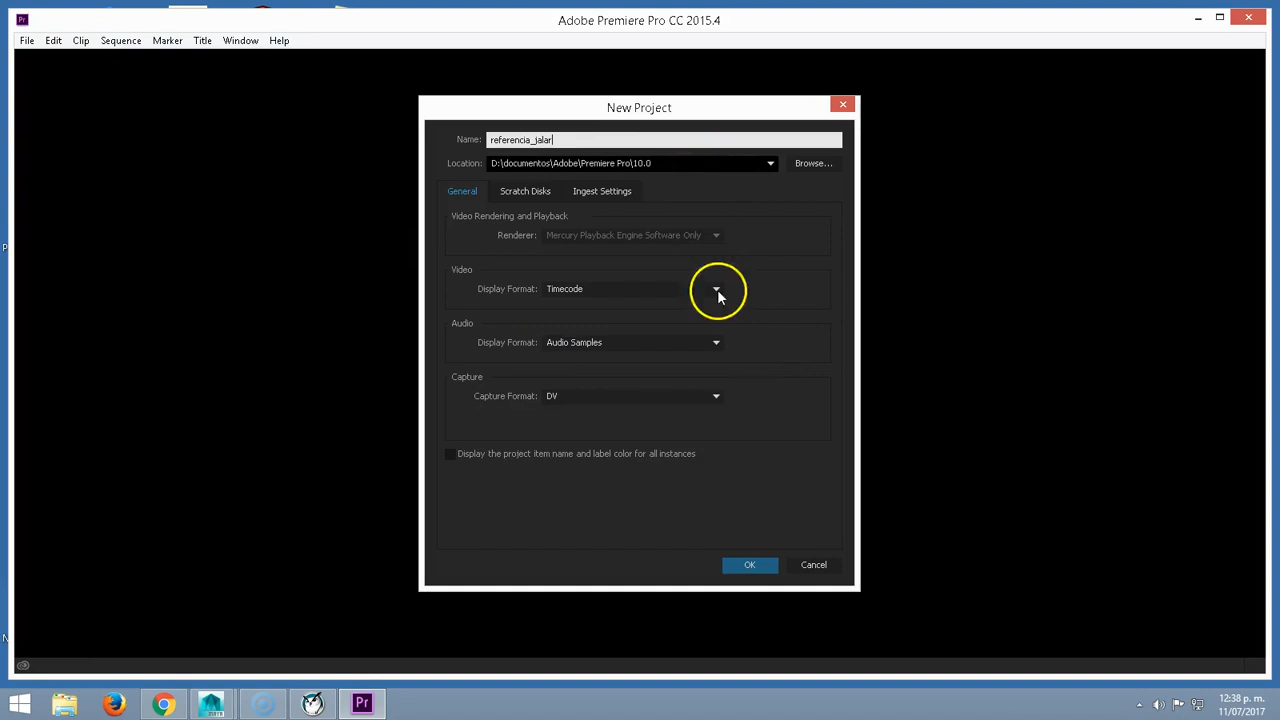 Adobe Premiere Pro CC 2015.4
File Edit Clip Sequence Marker Title Window Help
New Project
Name: referencia_jalar
Location: D:\documentos\Adobe\Premiere Pro\10.0 Browse...
General Scratch Disks Ingest Settings
Video Rendering and Playback
Renderer: Mercury Playback Engine Software Only
Video
Display Format: Timecode
Audio
Display Format: Audio Samples
Capture
Capture Format: DV
Display the project item name and label color for all instances
OK Cancel
Pr
12:38 p. m.
11/07/2017